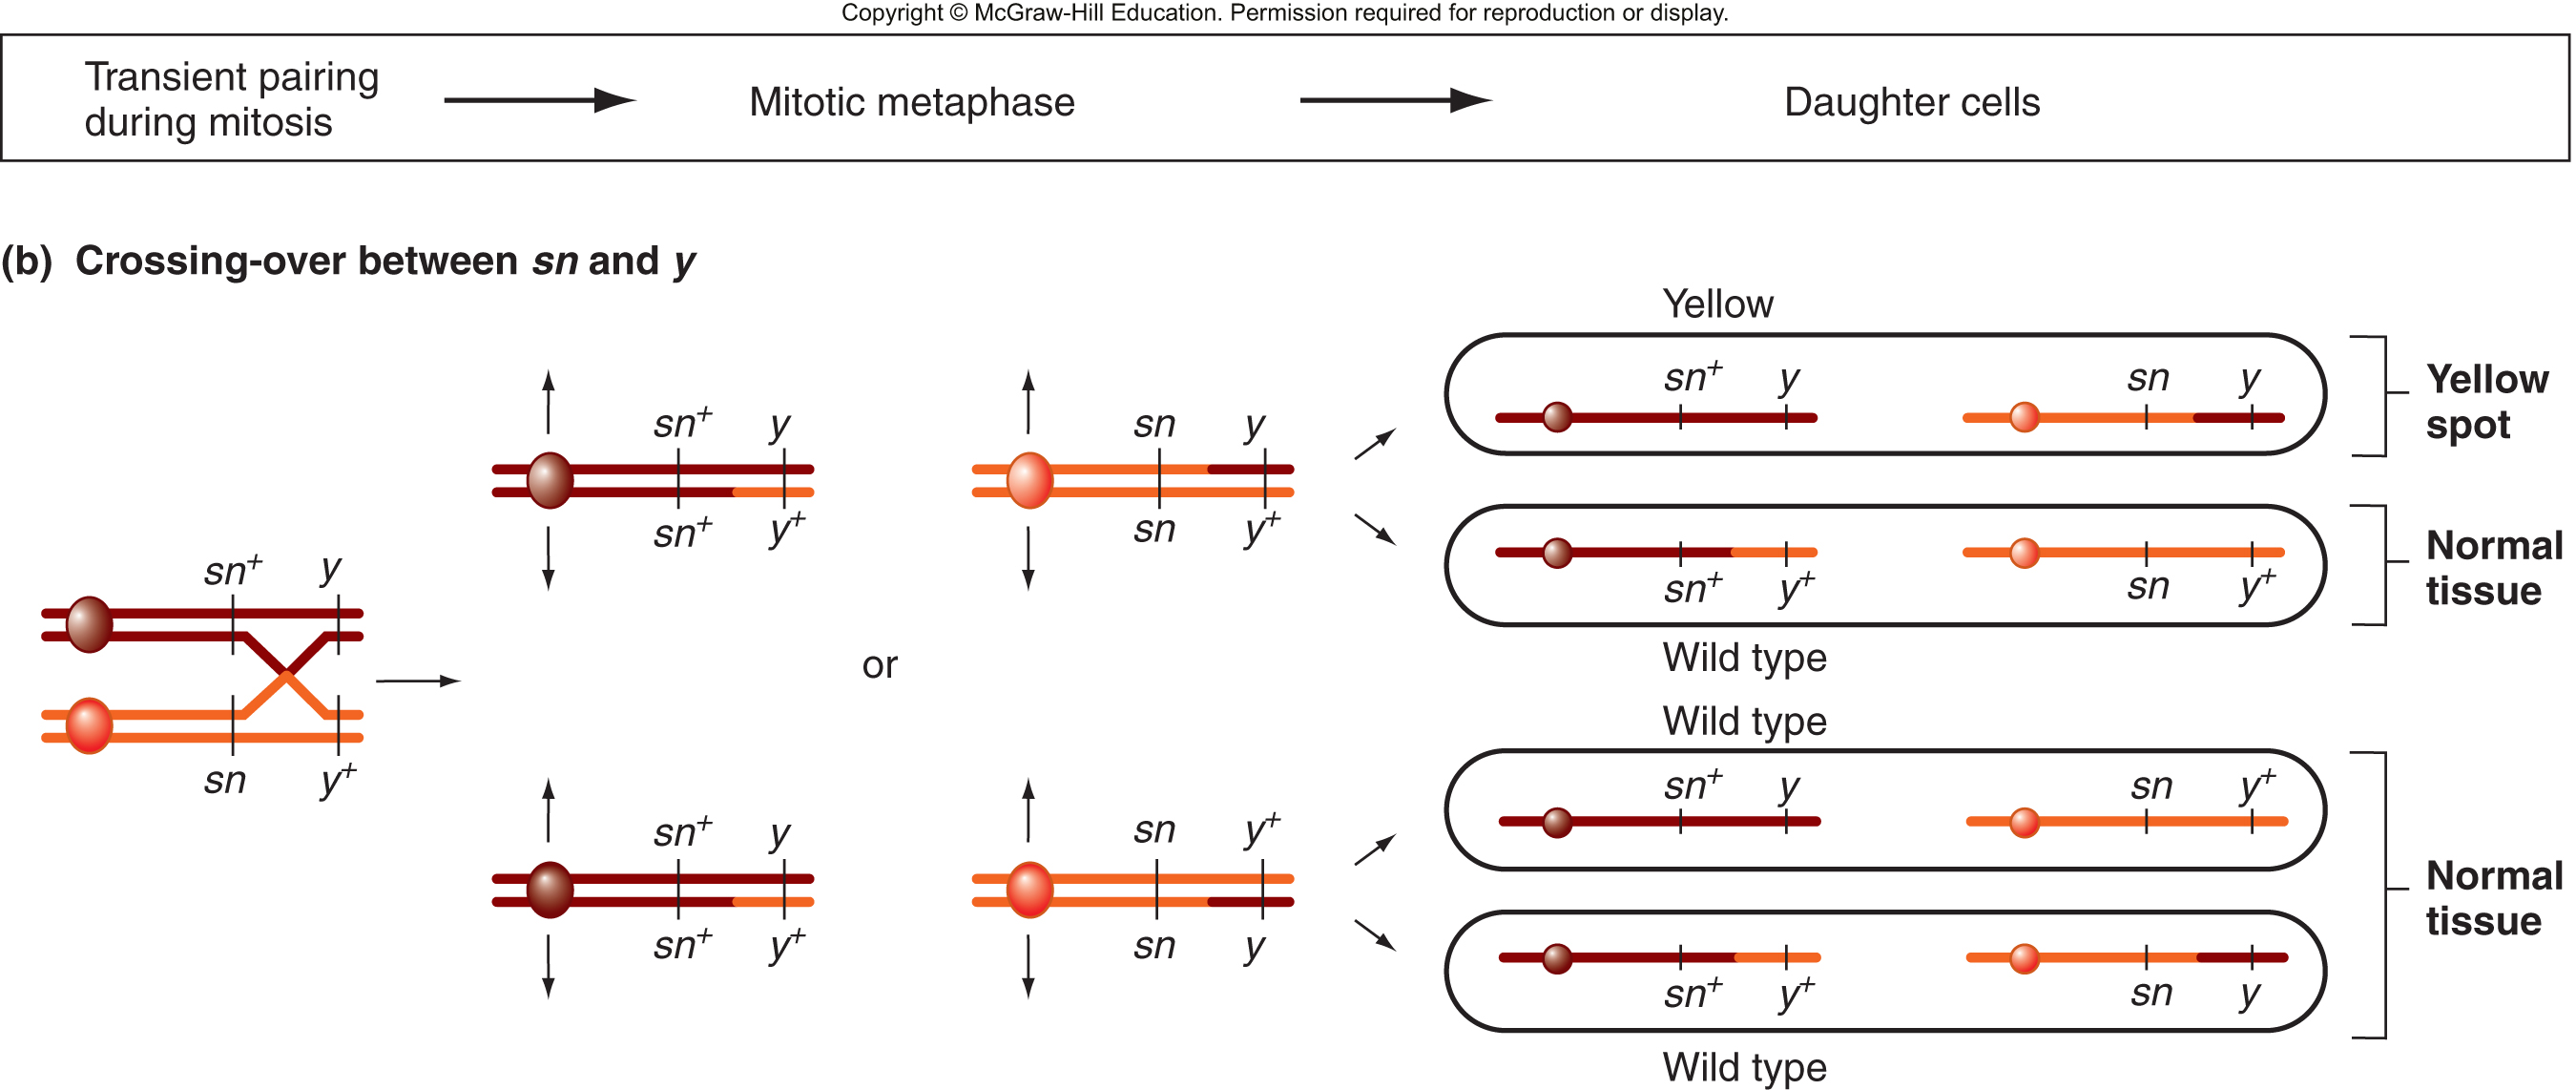 Copyright © McGraw-Hill Education. Permission required for reproduction or display.
Transient pairing
during mitosis
Mitotic metaphase
Daughter cells
(b) Crossing-over between sn and y
Yellow
sn+ y sn y
Yellow
spot
sn+ y sn y
sn+ y+ sn y+
sn+ y+ sn y+
Normal
tissue
Wild type
sn+ y
sn y+
or
Wild type
sn+ y sn y+
sn+ y sn y+
sn+ y+ sn y
Normal
tissue
sn+ y+ sn y
Wild type